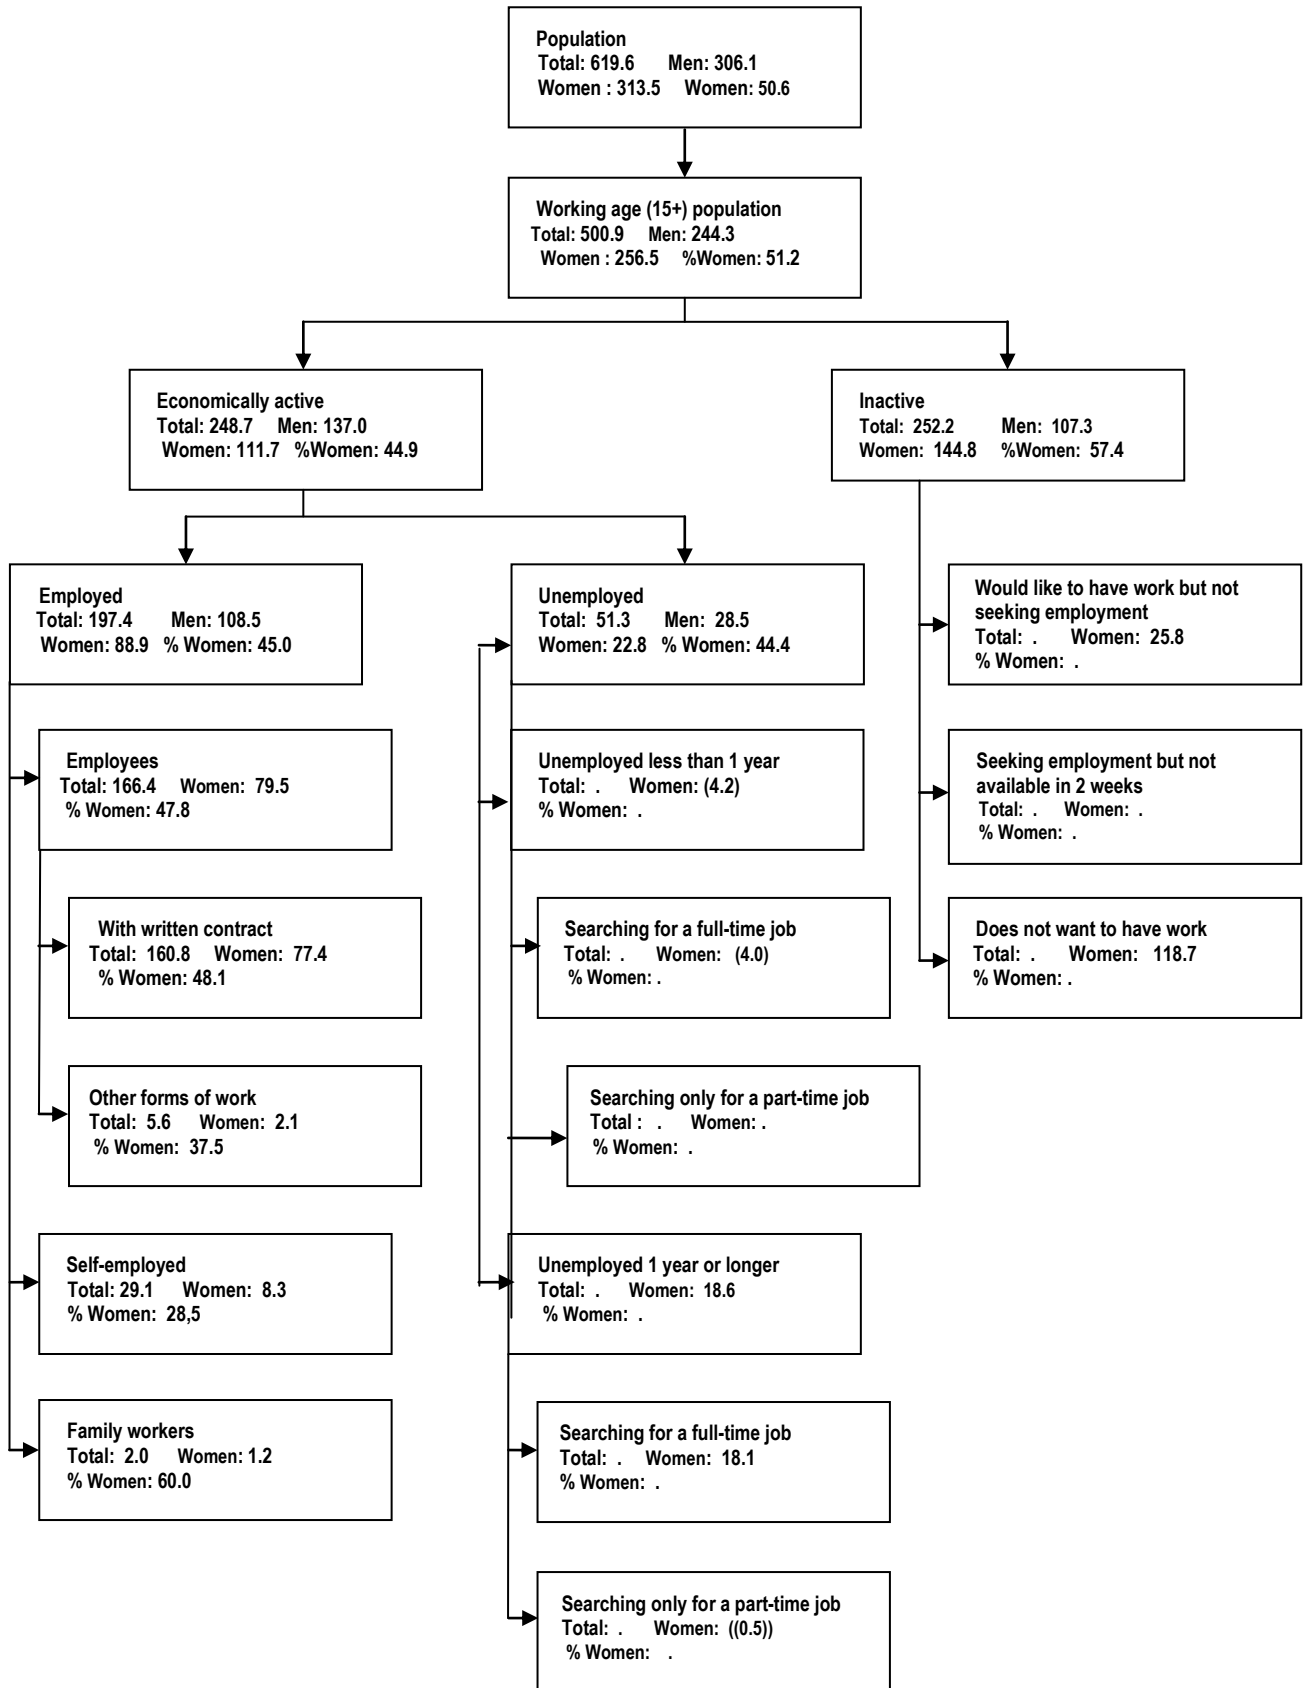 Population
Total: 619.6 Men: 306.1
Women : 313.5 Women: 50.6
Working age (15+) population
Total: 500.9 Men: 244.3
Women : 256.5 %Women: 51.2
Economically active
Total: 248.7 Men: 137.0
Women: 111.7 %Women: 44.9
Inactive
Total: 252.2 Men: 107.3
Women: 144.8 %Women: 57.4
Employed
Total: 197.4 Men: 108.5
Women: 88.9 % Women: 45.0
Unemployed
Total: 51.3 Men: 28.5
Women: 22.8 % Women: 44.4
Would like to have work but not
seeking employment
Total: . Women: 25.8
% Women: .
Employees
Total: 166.4 Women: 79.5
% Women: 47.8
Unemployed less than 1 year
Total: . Women: (4.2)
% Women: .
Seeking employment but not
available in 2 weeks
Total: . Women: .
% Women: .
With written contract
Total: 160.8 Women: 77.4
% Women: 48.1
Searching for a full-time job
Total: . Women: (4.0)
% Women: .
Does not want to have work
Total: . Women: 118.7
% Women: .
Other forms of work
Total: 5.6 Women: 2.1
% Women: 37.5
Searching only for a part-time job
Total : . Women: .
% Women: .
Self-employed
Total: 29.1 Women: 8.3
% Women: 28,5
Unemployed 1 year or longer
Total: . Women: 18.6
% Women: .
Family workers
Total: 2.0 Women: 1.2
% Women: 60.0
Searching for a full-time job
Total: . Women: 18.1
% Women: .
Searching only for a part-time job
Total: . Women: ((0.5))
% Women: .